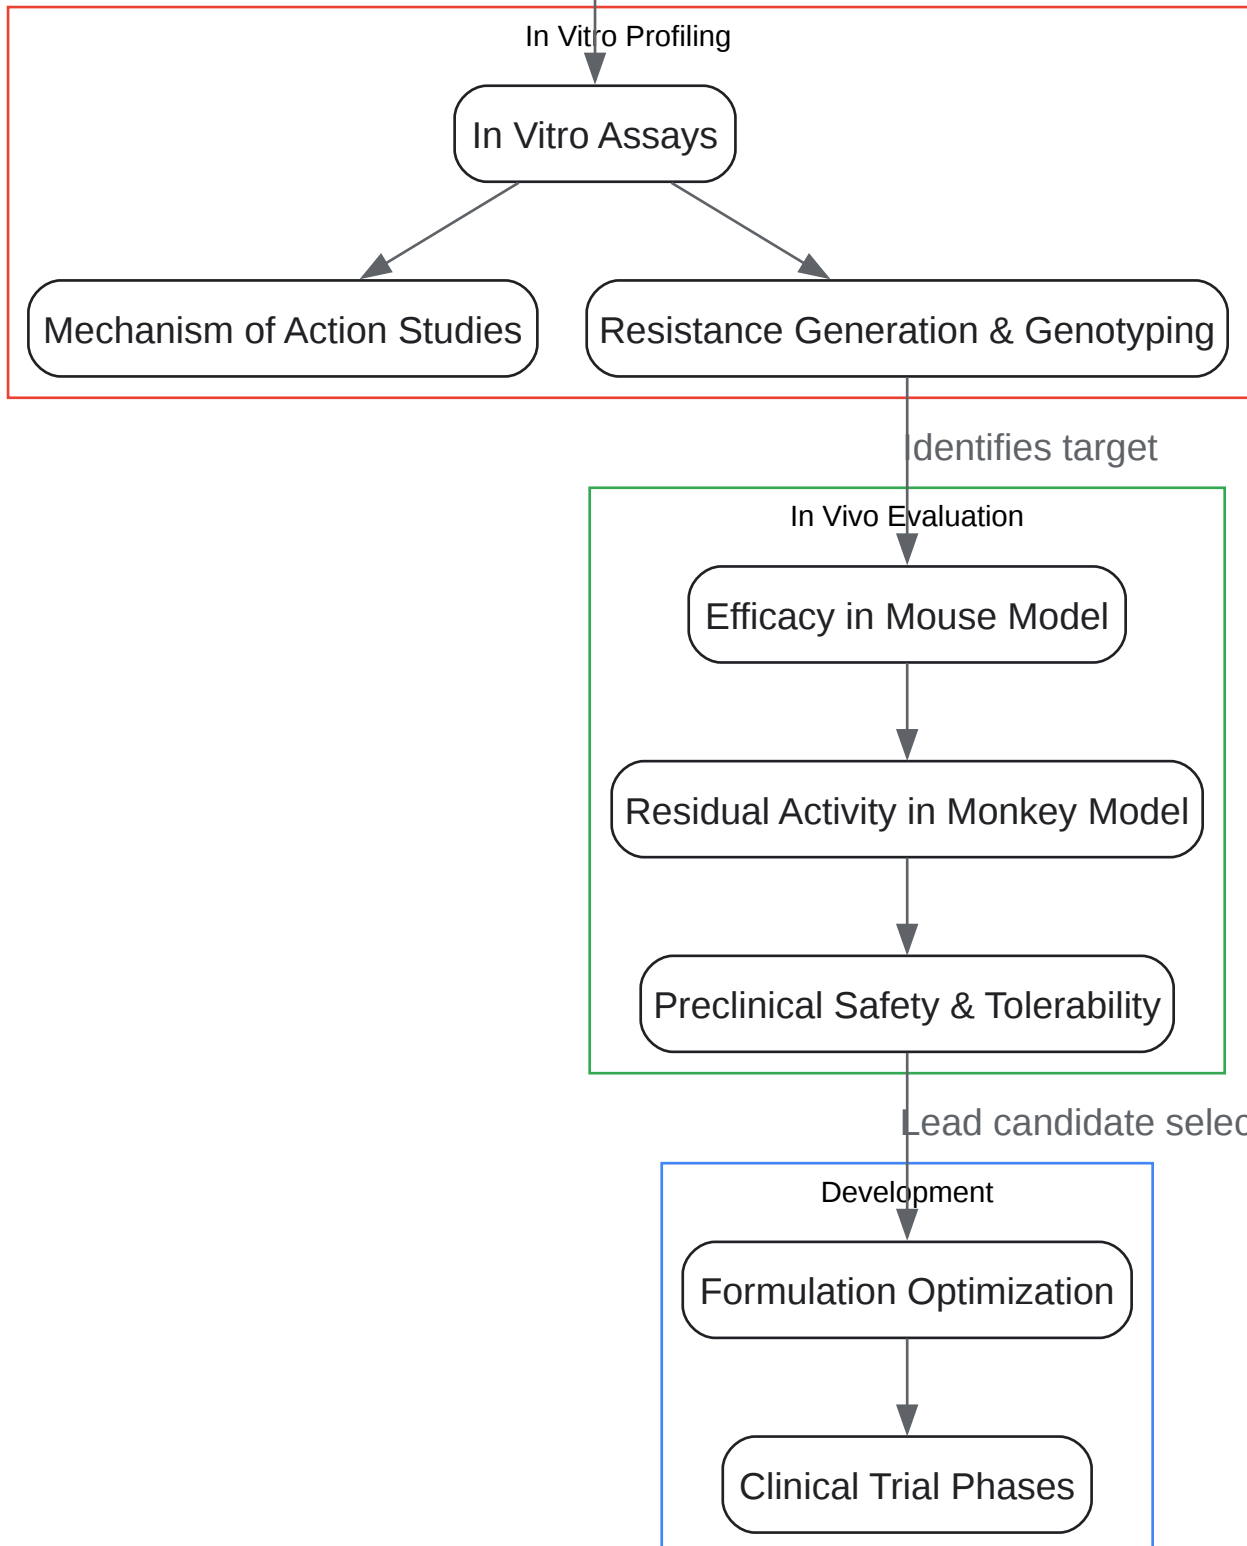 In Vitro Profiling
In Vitro Assays
Mechanism of Action Studies
Resistance Generation & Genotyping
Identifies target
In Vivo Evaluation
Efficacy in Mouse Model
Residual Activity in Monkey Model
Preclinical Safety & Tolerability
Lead candidate
Development
Formulation Optimization
Clinical Trial Phases